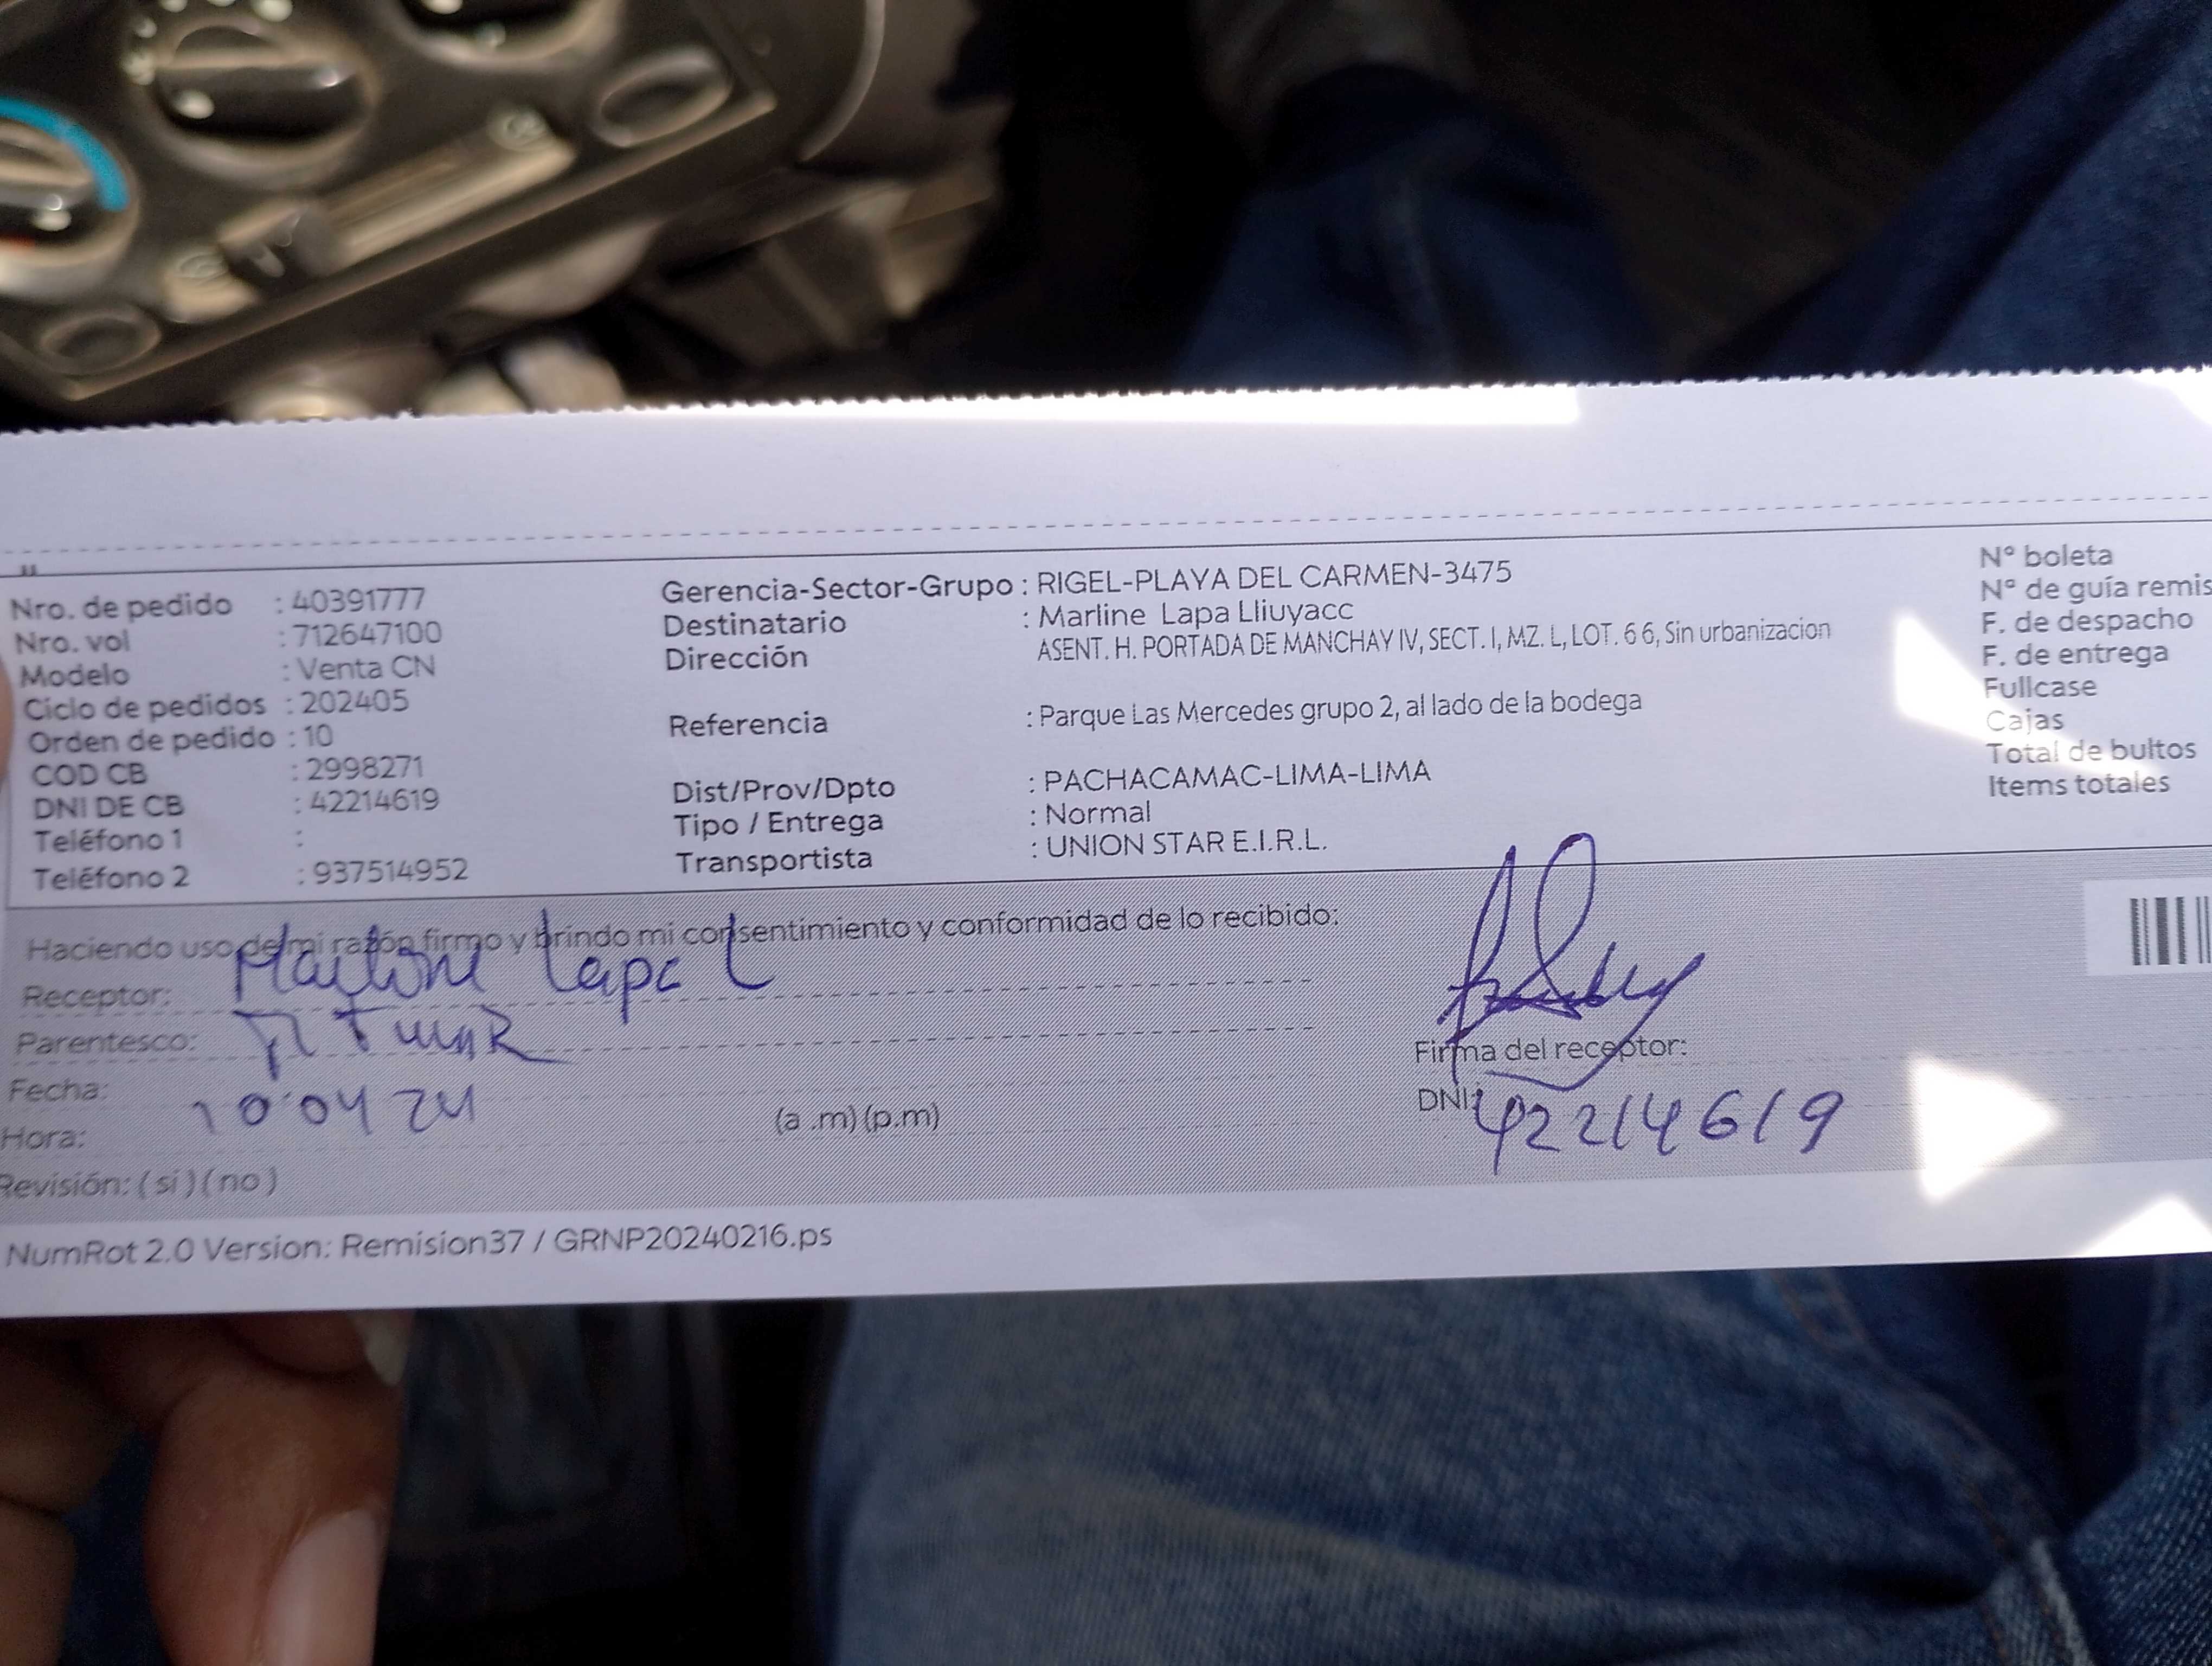 Nro. de pedido : 40391777
Nro. vol : 712647100
Modelo : Venta CN
Ciclo de pedidos : 202405
Orden de pedido : 10
COD CB : 2998271
DNI DE CB : 42214619
Teléfono 1 :
Teléfono 2 : 937514952
Gerencia-Sector-Grupo : RIGEL-PLAYA DEL CARMEN-3475
Destinatario : Marline Lapa Lliuyacc
Dirección ASENT. H. PORTADA DE MANCHAY IV, SECT. I, MZ. L, LOT. 6 6, Sin urbanizacion
Referencia : Parque Las Mercedes grupo 2, al lado de la bodega
Dist/Prov/Dpto : PACHACAMAC-LIMA-LIMA
Tipo / Entrega : Normal
Transportista : UNION STAR E.I.R.L.
N° boleta
N° de guía remis
F. de despacho
F. de entrega
Fullcase
Cajas
Total de bultos
Items totales
Haciendo uso de mi razón firmo y brindo mi consentimiento y conformidad de lo recibido:
Receptor: Marline Lapa L
Parentesco:
Fecha: 10 04 24
Hora: (a .m) (p.m)
Revisión: ( si ) ( no )
Firma del receptor:
DNI: 42214619
NumRot 2.0 Version: Remision37 / GRNP20240216.ps